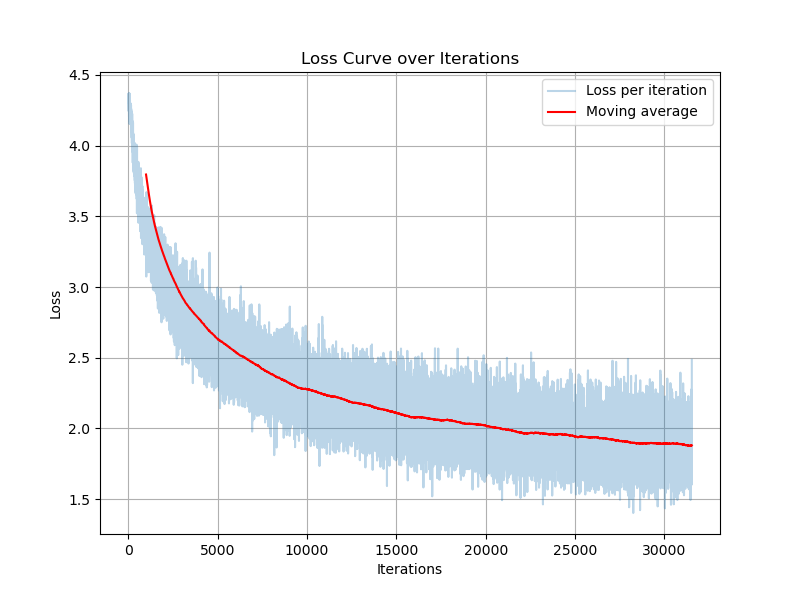 Loss Curve over Iterations
Loss per iteration
Moving average
4.5
4.0
3.5
3.0
2.5
2.0
1.5
Loss
0 5000 10000 15000 20000 25000 30000
Iterations